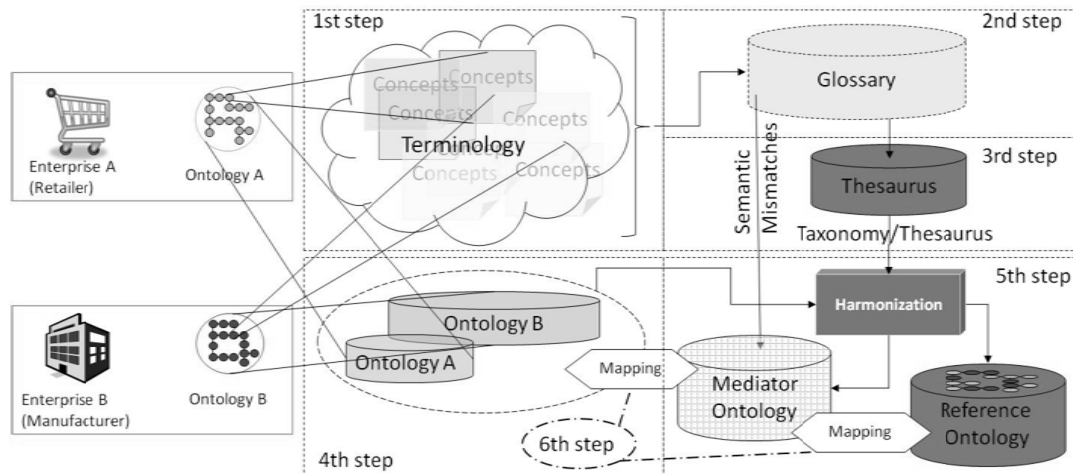 1st step
2nd step
Concepts
Concepts
Concepts
Concepts
Terminology
Concepts
Concepts
Glossary
Enterprise A
(Retailer)
Ontology A
Semantic
Mismatches
3rd step
Thesaurus
Taxonomy/Thesaurus
5th step
Harmonization
Ontology B
Ontology A
Mapping
Mediator
Ontology
Enterprise B
(Manufacturer)
Ontology B
Reference
Ontology
Mapping
6th step
4th step